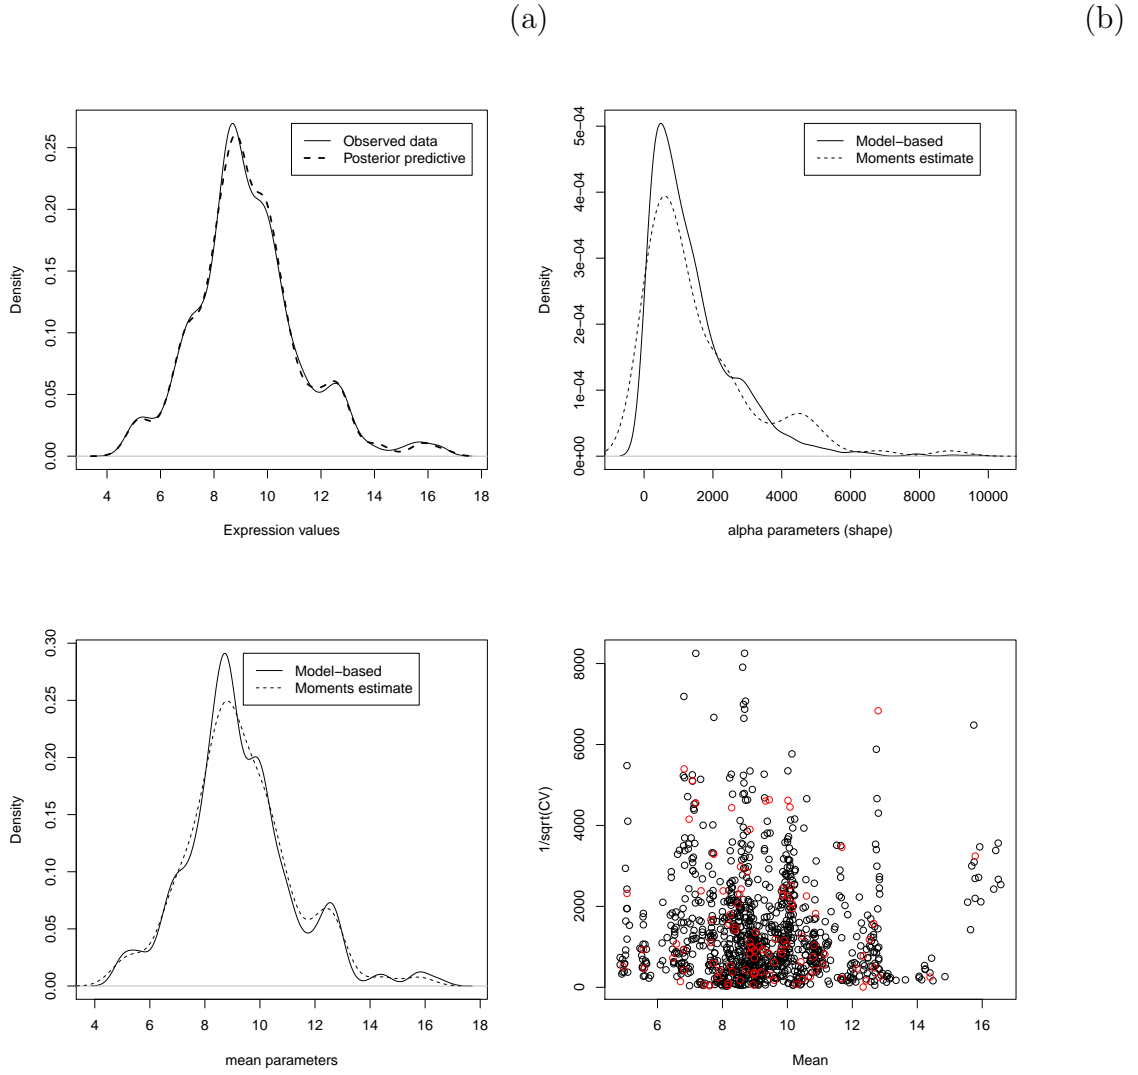 (a)
(b)
Observed data
Posterior predictive
Density
0.00 0.05 0.10 0.15 0.20 0.25
4 6 8 10 12 14 16 18
Expression values
Model−based
Moments estimate
Density
0e+00 1e−04 2e−04 3e−04 4e−04 5e−04
0 2000 4000 6000 8000 10000
alpha parameters (shape)
Model−based
Moments estimate
Density
0.00 0.05 0.10 0.15 0.20 0.25 0.30
4 6 8 10 12 14 16 18
mean parameters
1/sqrt(CV)
0 2000 4000 6000 8000
6 8 10 12 14 16
Mean